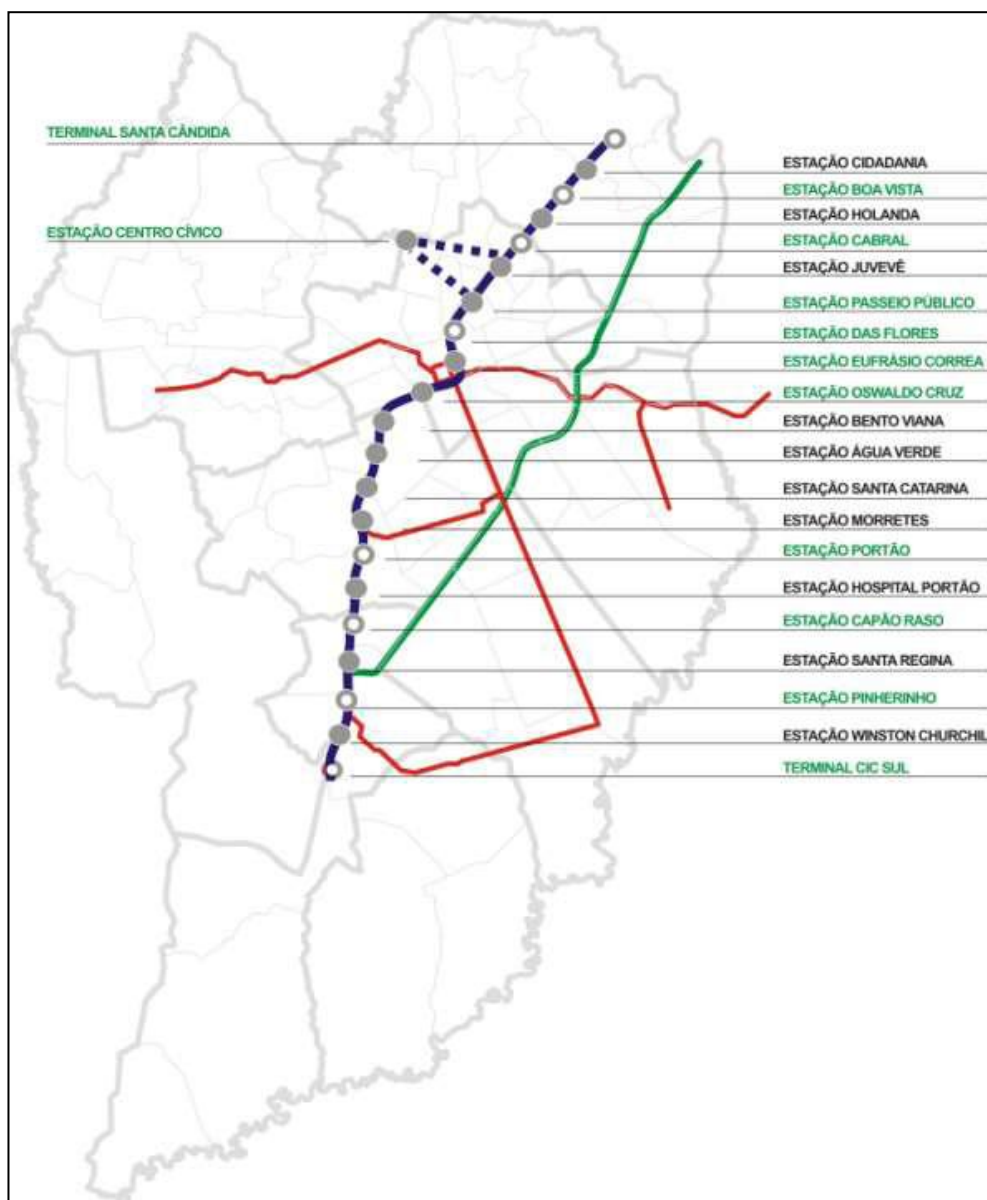 TERMINAL SANTA CÂNDIDA
ESTAÇÃO CIDADANIA
ESTAÇÃO BOA VISTA
ESTAÇÃO HOLANDA
ESTAÇÃO CENTRO CÍVICO
ESTAÇÃO CABRAL
ESTAÇÃO JUVEVÊ
ESTAÇÃO PASSEIO PÚBLICO
ESTAÇÃO DAS FLORES
ESTAÇÃO EUFRÁSIO CORREA
ESTAÇÃO OSWALDO CRUZ
ESTAÇÃO BENTO VIANA
ESTAÇÃO ÁGUA VERDE
ESTAÇÃO SANTA CATARINA
ESTAÇÃO MORRETES
ESTAÇÃO PORTÃO
ESTAÇÃO HOSPITAL PORTÃO
ESTAÇÃO CAPÃO RASO
ESTAÇÃO SANTA REGINA
ESTAÇÃO PINHERINHO
ESTAÇÃO WINSTON CHURCHIL
TERMINAL CIC SUL